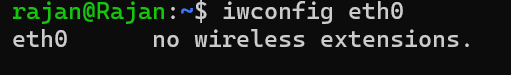 rajan@Rajan:~$ iwconfig eth0
eth0      no wireless extensions.